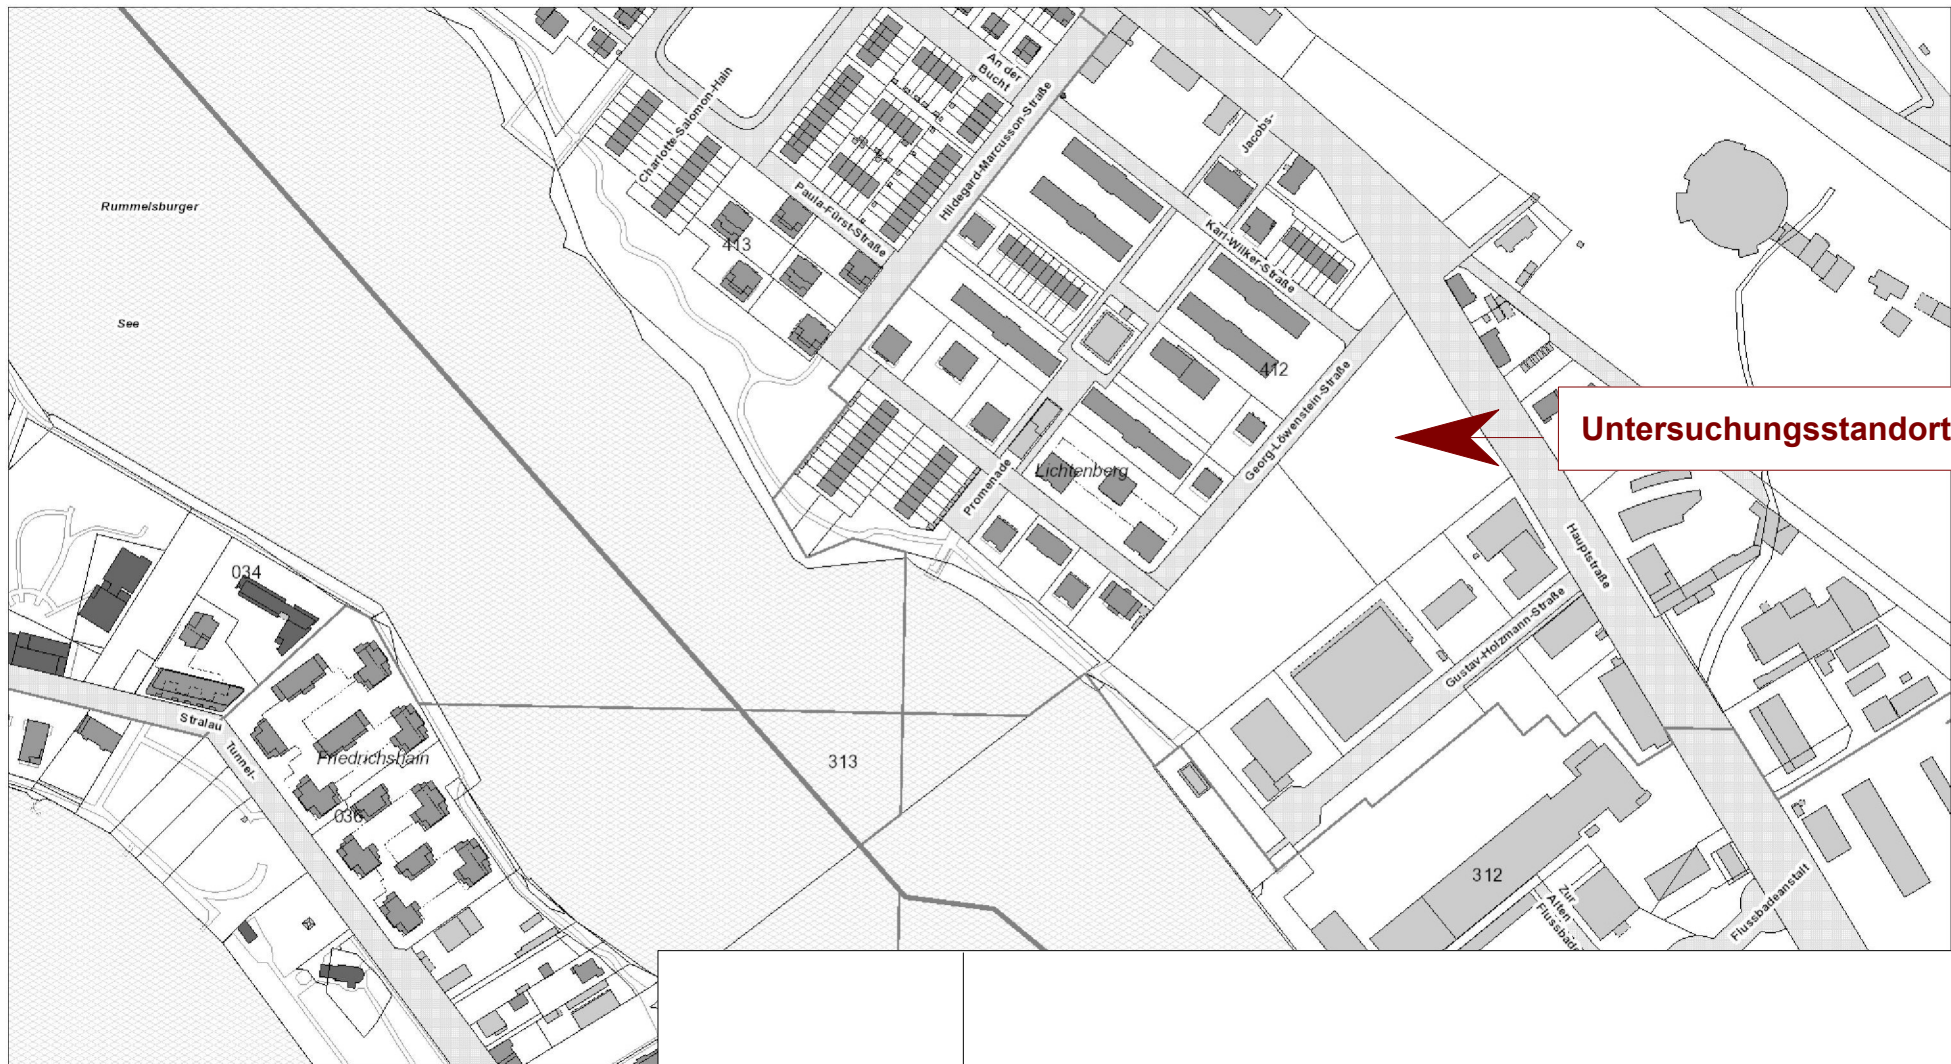 An der
Bucht
Charlotte-Salomon-Hain
Hildegard-Marcusson-Straße
Jacobs-
Rummelsburger
Paula-Fürst-Straße
413
Karl-Wilker-Straße
See
412
Georg-Löwenstein-Straße
Untersuchungsstandort
Lichtenberg
Promenade
Hauptstraße
034
Gustav-Holzmann-Straße
Stralau
Tunnel-
Friedrichshain
313
036
312
Zur
Alten
Flussbade
Flussbadeanstalt